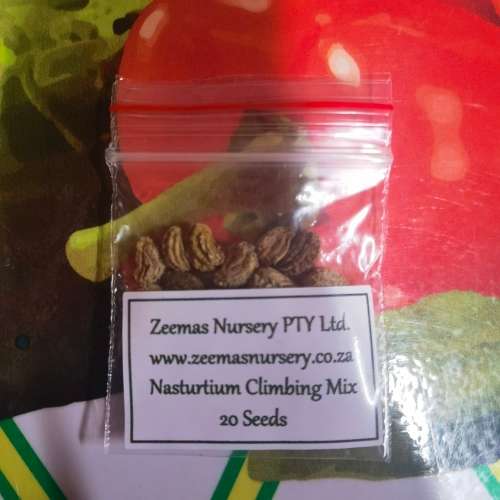 Zeemas Nursery PTY Ltd.
www.zeemasnursery.co.za
Nasturtium Climbing Mix
20 Seeds